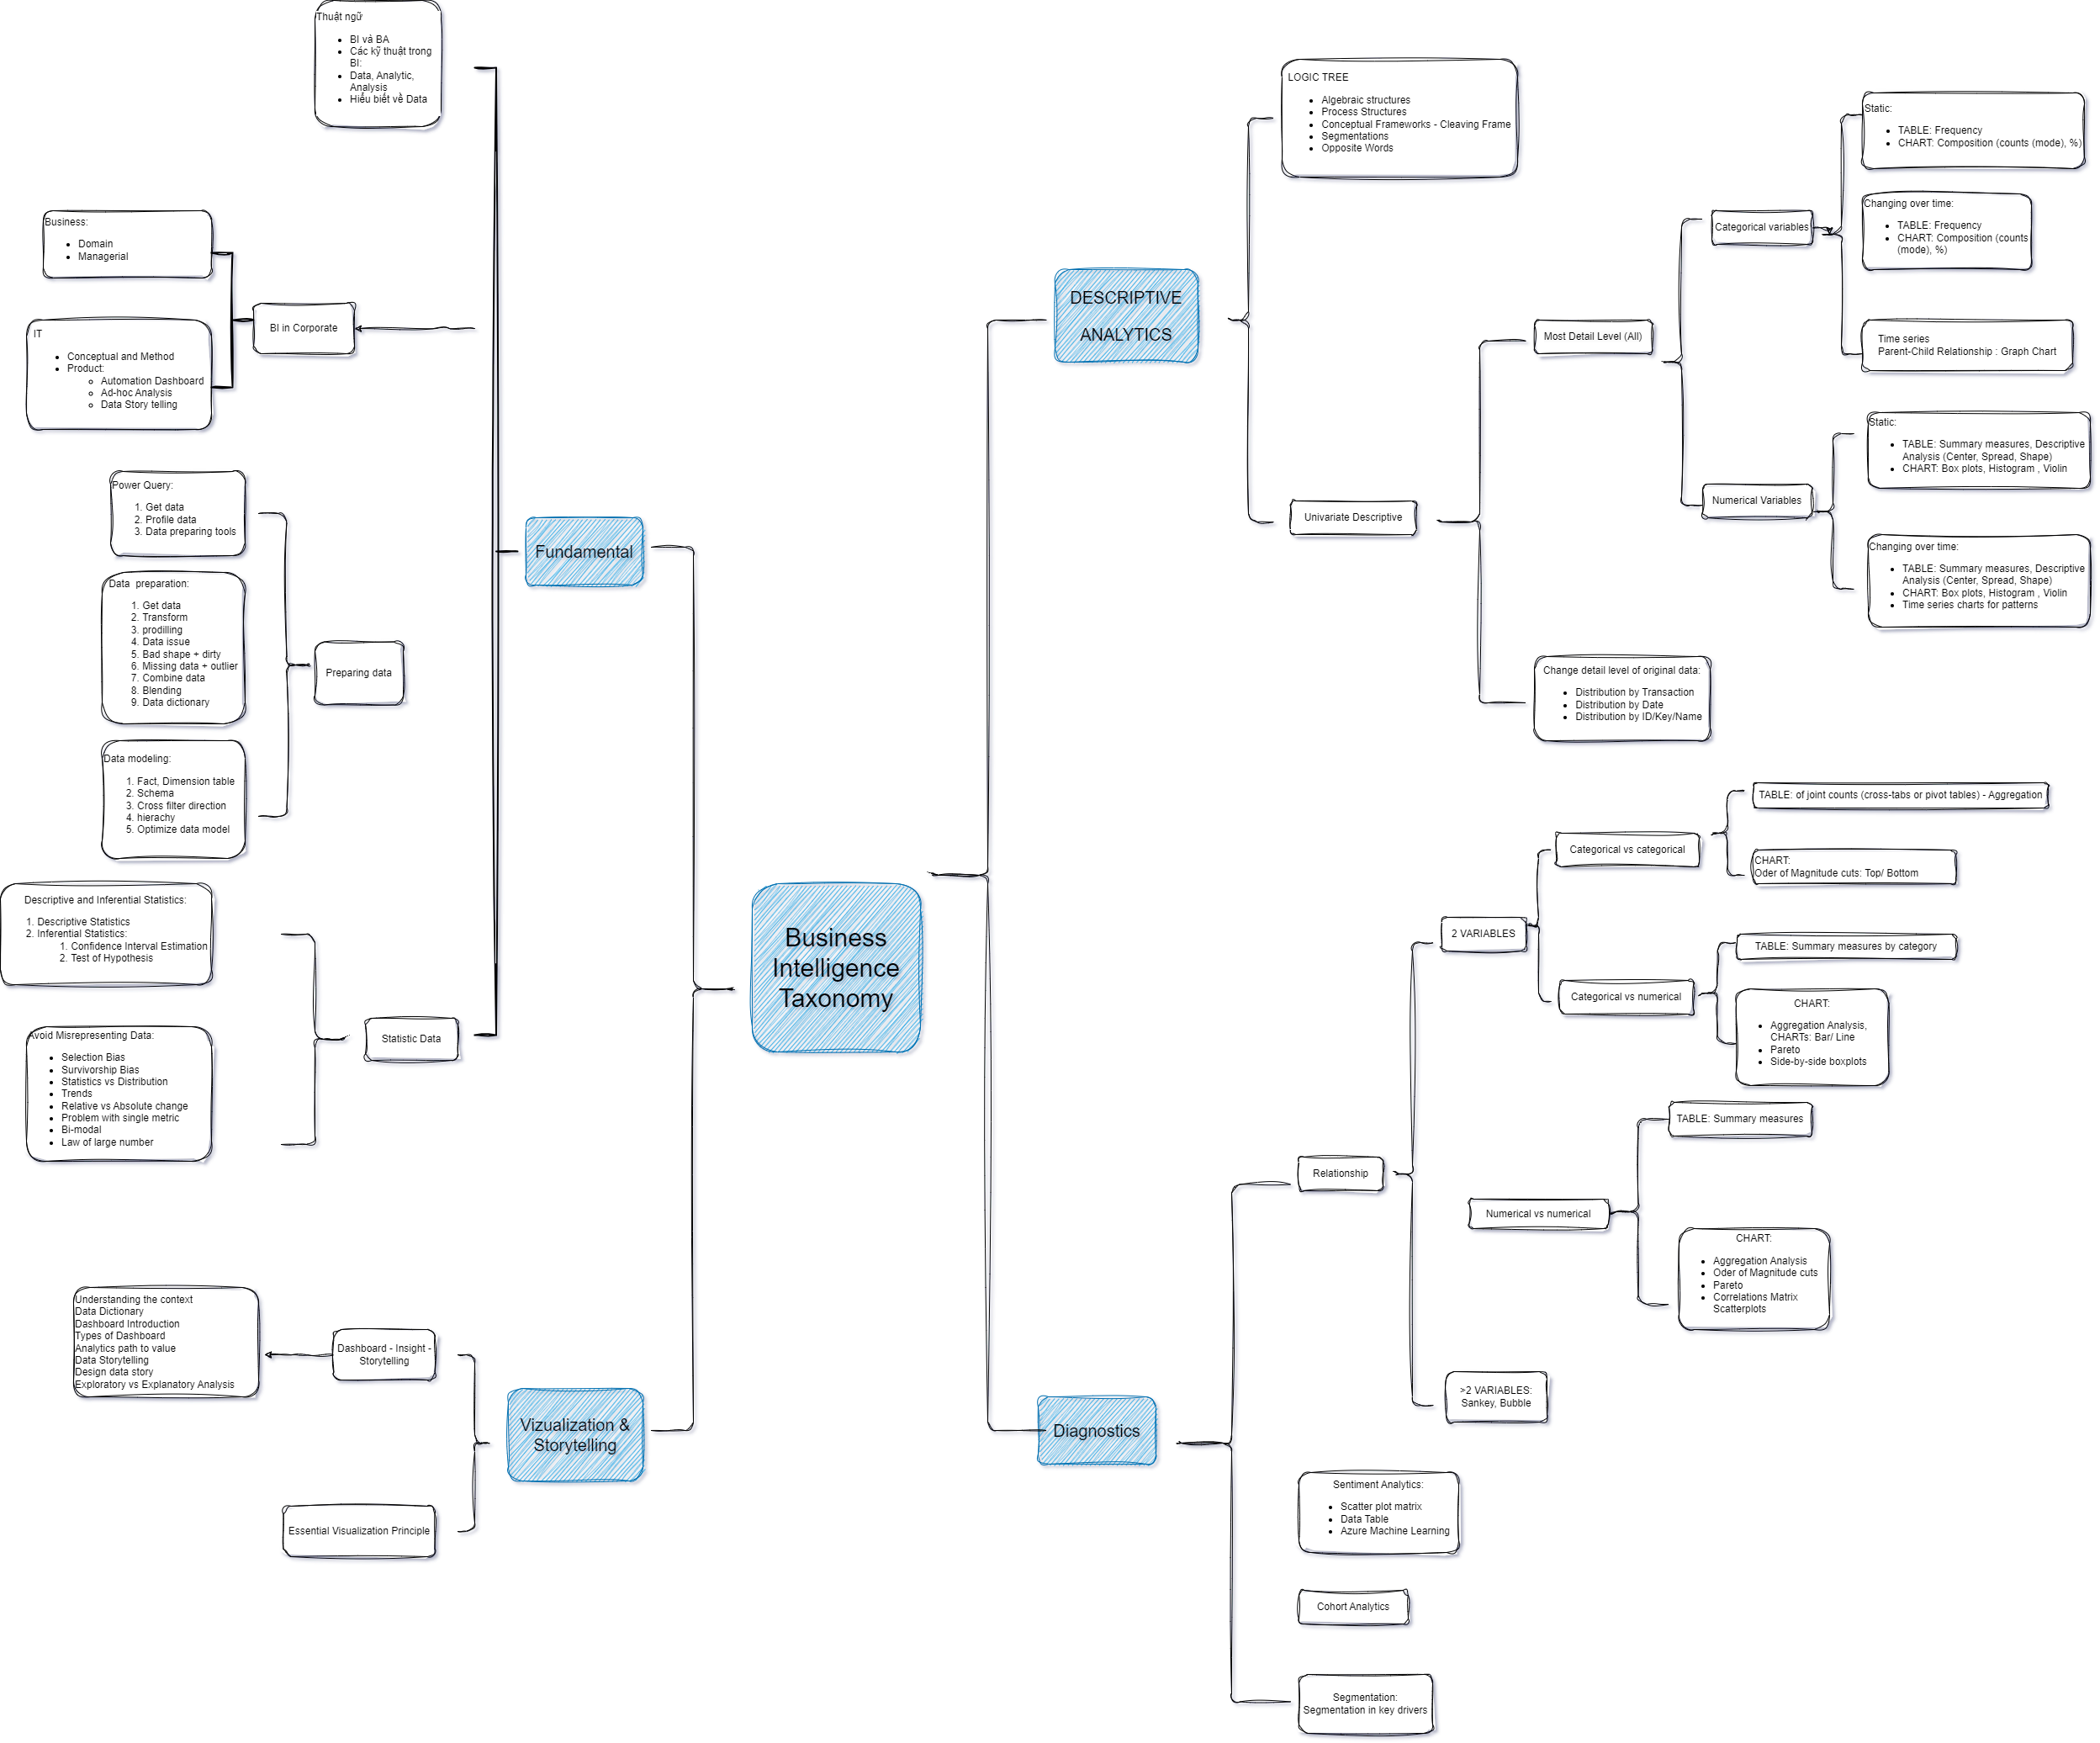 Thuật ngữ
BI và BA
Các kỹ thuật trong
BI:
Data, Analytic,
Analysis
Hiểu biết về Data
Business:
Domain
Managerial
IT
Conceptual and Method
Product:
Automation Dashboard
Ad-hoc Analysis
Data Story telling
BI in Corporate
Power Query:
1. Get data
2. Profile data
3. Data preparing tools
Data preparation:
1. Get data
2. Transform
3. prodilling
4. Data issue
5. Bad shape + dirty
6. Missing data + outlier
7. Combine data
8. Blending
9. Data dictionary
Data modeling:
1. Fact, Dimension table
2. Schema
3. Cross filter direction
4. hierachy
5. Optimize data model
Preparing data
Descriptive and Inferential Statistics:
1. Descriptive Statistics
2. Inferential Statistics:
1. Confidence Interval Estimation
2. Test of Hypothesis
Avoid Misrepresenting Data:
Selection Bias
Survivorship Bias
Statistics vs Distribution
Trends
Relative vs Absolute change
Problem with single metric
Bi-modal
Law of large number
Statistic Data
Fundamental
Understanding the context
Data Dictionary
Dashboard Introduction
Types of Dashboard
Analytics path to value
Data Storytelling
Design data story
Exploratory vs Explanatory Analysis
Dashboard - Insight -
Storytelling
Essential Visualization Principle
Vizualization &
Storytelling
Business
Intelligence
Taxonomy
DESCRIPTIVE
ANALYTICS
LOGIC TREE
Algebraic structures
Process Structures
Conceptual Frameworks - Cleaving Frame
Segmentations
Opposite Words
Univariate Descriptive
Most Detail Level (All)
Categorical variables
Static:
TABLE: Frequency
CHART: Composition (counts (mode), %)
Changing over time:
TABLE: Frequency
CHART: Composition (counts
(mode), %)
Time series
Parent-Child Relationship : Graph Chart
Numerical Variables
Static:
TABLE: Summary measures, Descriptive
Analysis (Center, Spread, Shape)
CHART: Box plots, Histogram , Violin
Changing over time:
TABLE: Summary measures, Descriptive
Analysis (Center, Spread, Shape)
CHART: Box plots, Histogram , Violin
Time series charts for patterns
Change detail level of original data:
Distribution by Transaction
Distribution by Date
Distribution by ID/Key/Name
Diagnostics
Relationship
2 VARIABLES
Categorical vs categorical
TABLE: of joint counts (cross-tabs or pivot tables) - Aggregation
CHART:
Oder of Magnitude cuts: Top/ Bottom
Categorical vs numerical
TABLE: Summary measures by category
CHART:
Aggregation Analysis,
CHARTs: Bar/ Line
Pareto
Side-by-side boxplots
Numerical vs numerical
TABLE: Summary measures
CHART:
Aggregation Analysis
Oder of Magnitude cuts
Pareto
Correlations Matrix
Scatterplots
>2 VARIABLES:
Sankey, Bubble
Sentiment Analytics:
Scatter plot matrix
Data Table
Azure Machine Learning
Cohort Analytics
Segmentation:
Segmentation in key drivers